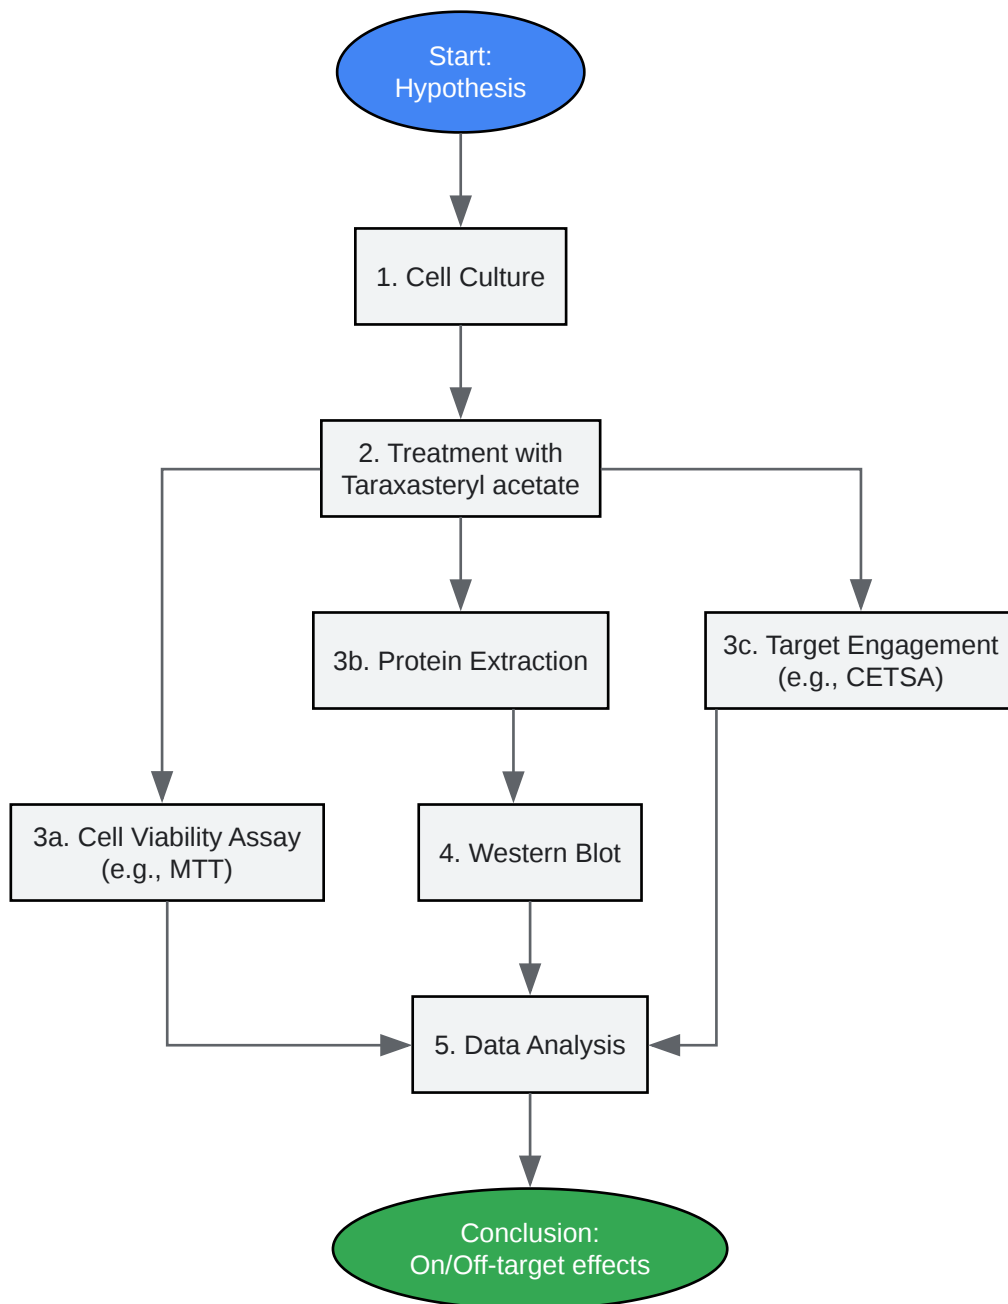 Start:
Hypothesis
1. Cell Culture
2. Treatment with
Taraxasteryl acetate
3b. Protein Extraction
3c. Target Engagement
(e.g., CETSA)
3a. Cell Viability Assay
(e.g., MTT)
4. Western Blot
5. Data Analysis
Conclusion:
On/Off-target effects